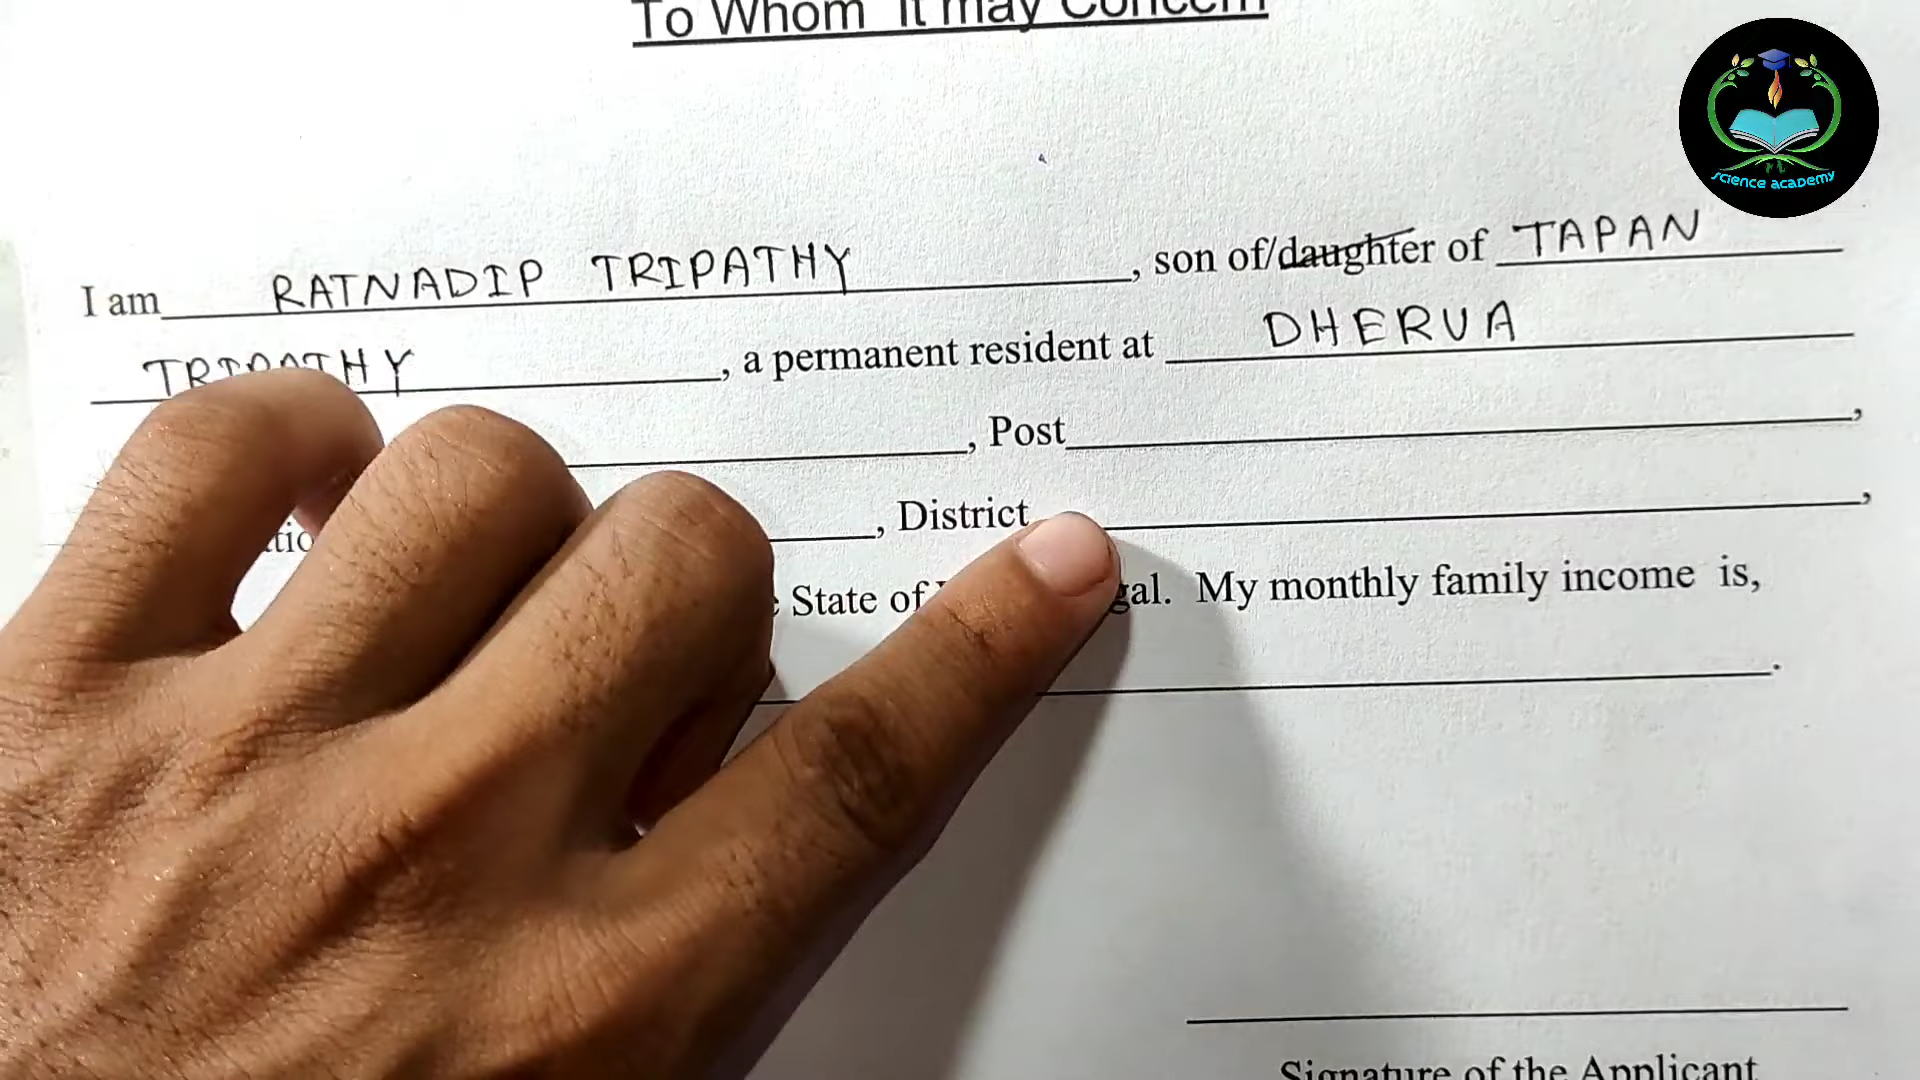 To Whom It may Concern
science academy
I am RATNADIP TRIPATHY, son of/daughter of TAPAN
TRIPATHY, a permanent resident at DHERUA
, Post,
, District,
State of My monthly family income is,
.
Signature of the Applicant